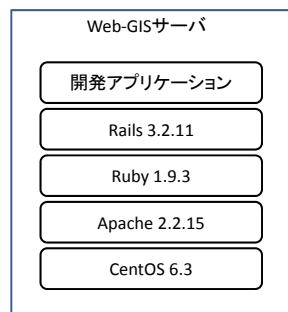 Web-GISサーバ
開発アプリケーション
Rails 3.2.11
Ruby 1.9.3
Apache 2.2.15
CentOS 6.3